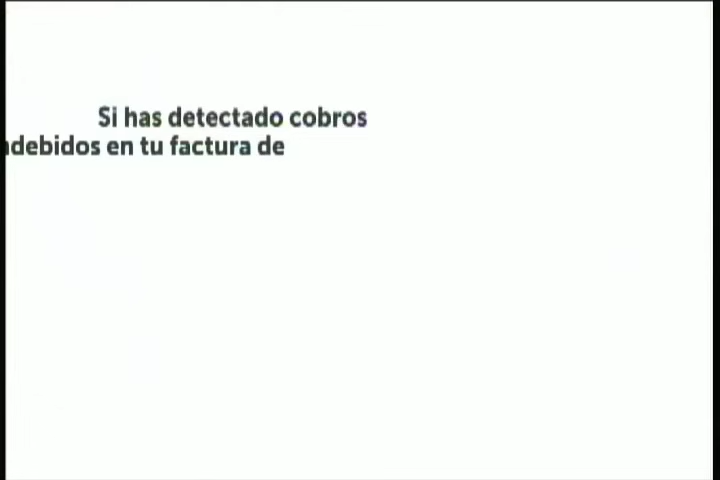 Si has detectado cobros
ndebidos en tu factura de